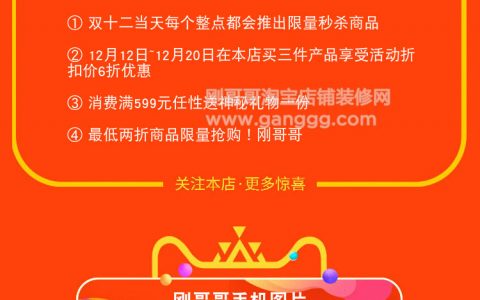 ① 双十二当天每个整点都会推出限量秒杀商品
② 12月12日~12月20日在本店买三件产品享受活动折
扣价6折优惠
③ 消费满599元任性送神秘礼物一份
刚哥哥淘宝店铺装修网
www.ganggg.com
④ 最低两折商品限量抢购！刚哥哥
关注本店·更多惊喜
刚哥哥手机图片